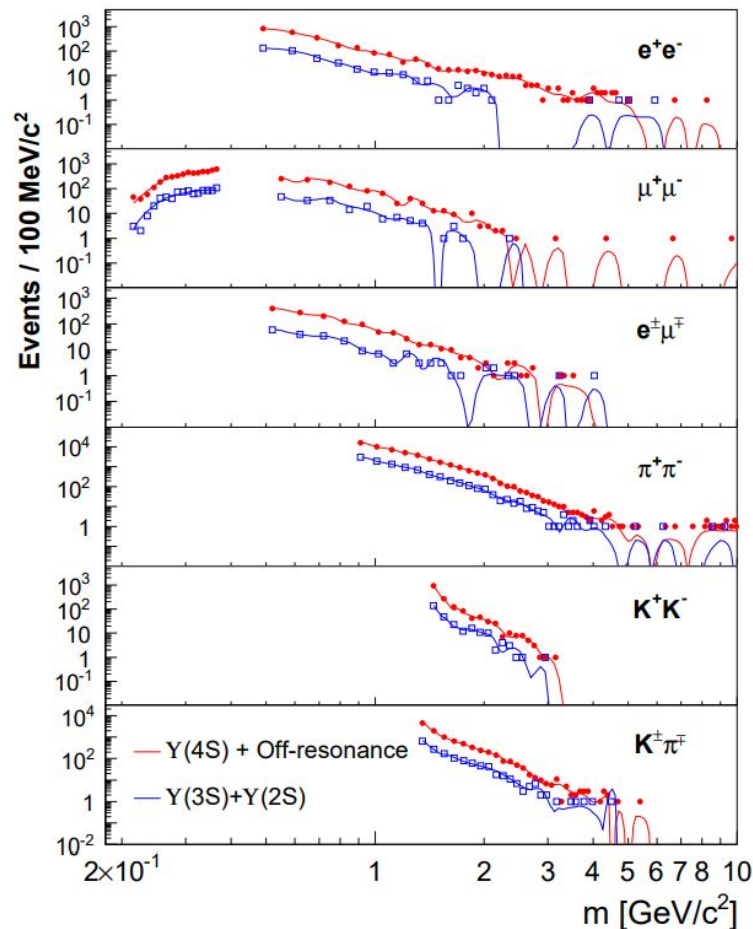 Events / 100 MeV/c²
10³
10²
10
1
10⁻¹
e⁺e⁻
10³
10²
10
1
10⁻¹
μ⁺μ⁻
10³
10²
10
1
10⁻¹
e±μ∓
10⁴
10²
1
π⁺π⁻
10³
10²
10
1
10⁻¹
K⁺K⁻
10⁴
10²
1
10⁻²
K±π∓
ϒ(4S) + Off-resonance
ϒ(3S)+ϒ(2S)
2×10⁻¹ 1 2 3 4 5 6 7 8 10
m [GeV/c²]